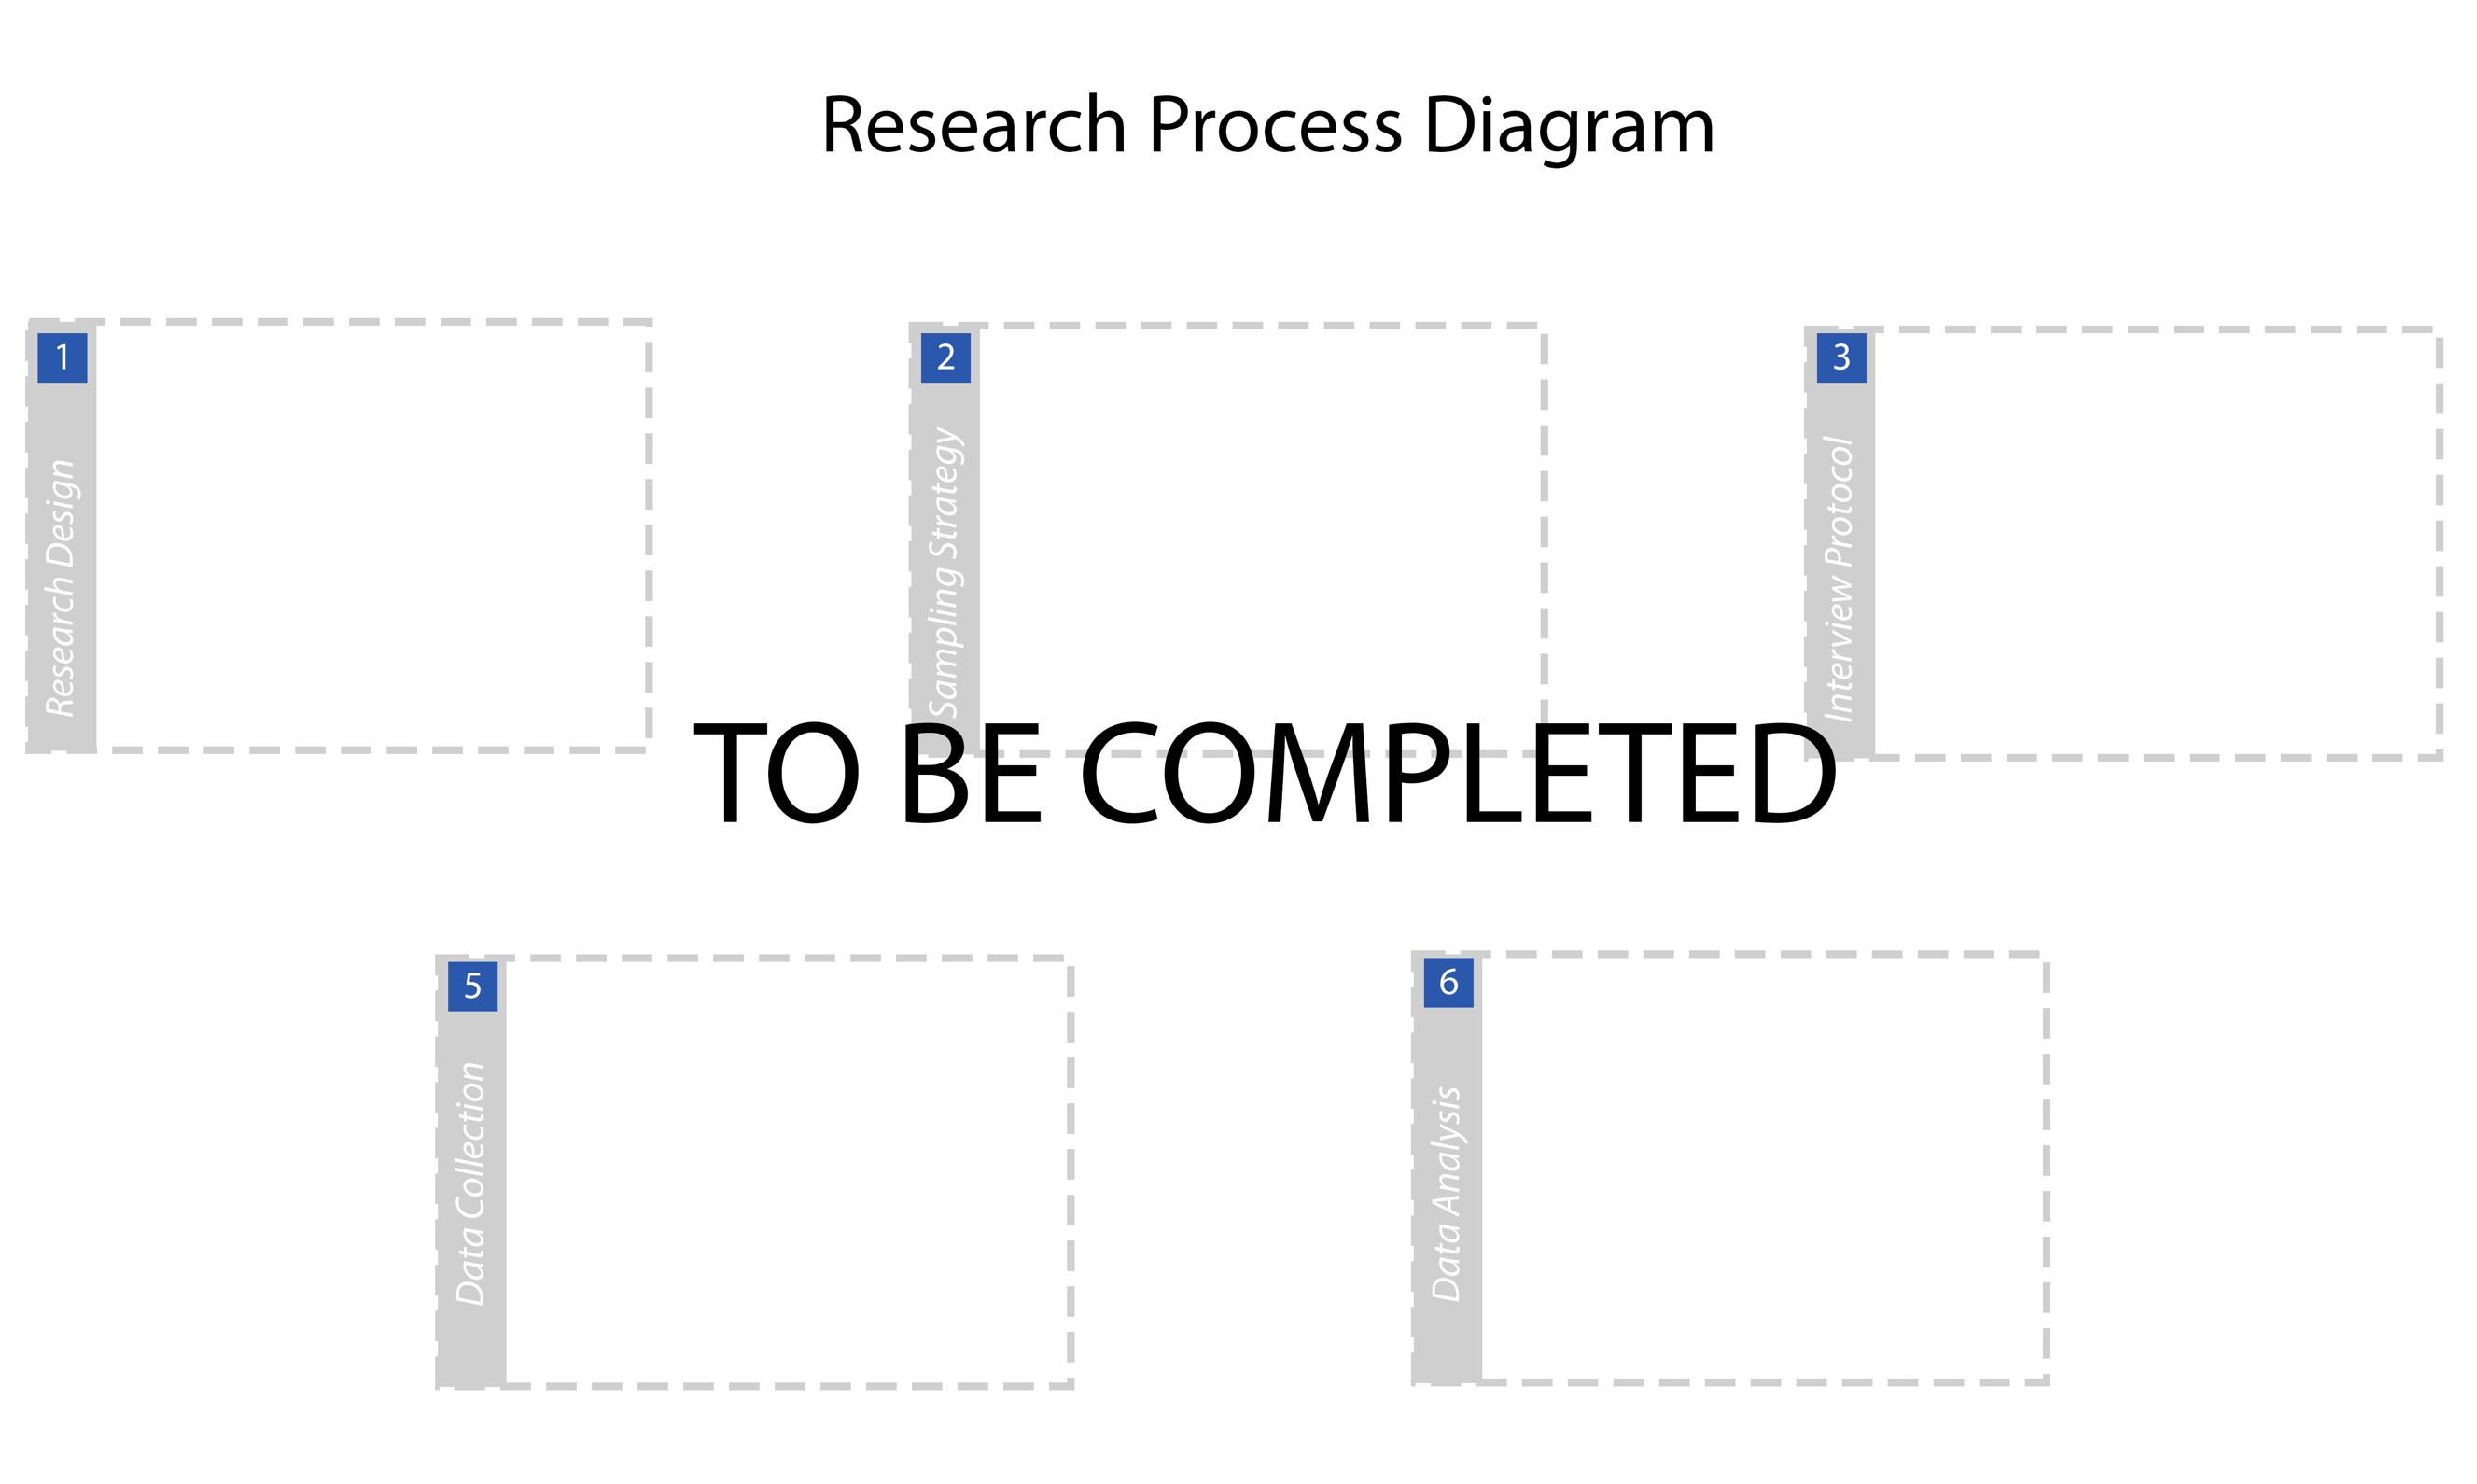 Research Process Diagram
1
Research Design
2
Sampling Strategy
3
Interview Protocol
TO BE COMPLETED
5
Data Collection
6
Data Analysis